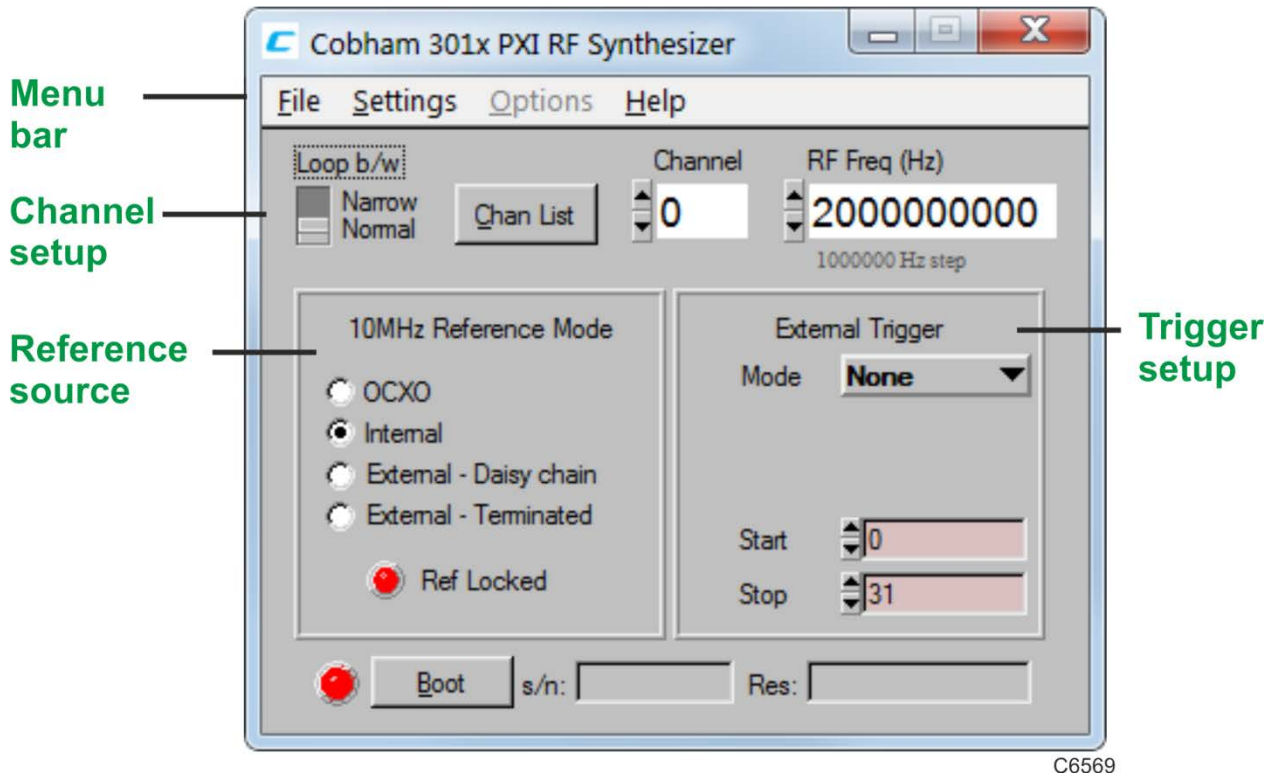 Cobham 301x PXI RF Synthesizer
Menu
bar
File Settings Options Help
Channel
setup
Loop b/w
Narrow
Normal
Chan List
Channel
0
RF Freq (Hz)
2000000000
1000000 Hz step
Reference
source
10MHz Reference Mode
OCXO
Internal
External - Daisy chain
External - Terminated
Ref Locked
External Trigger
Mode None
Start 0
Stop 31
Trigger
setup
Boot s/n: Res:
C6569